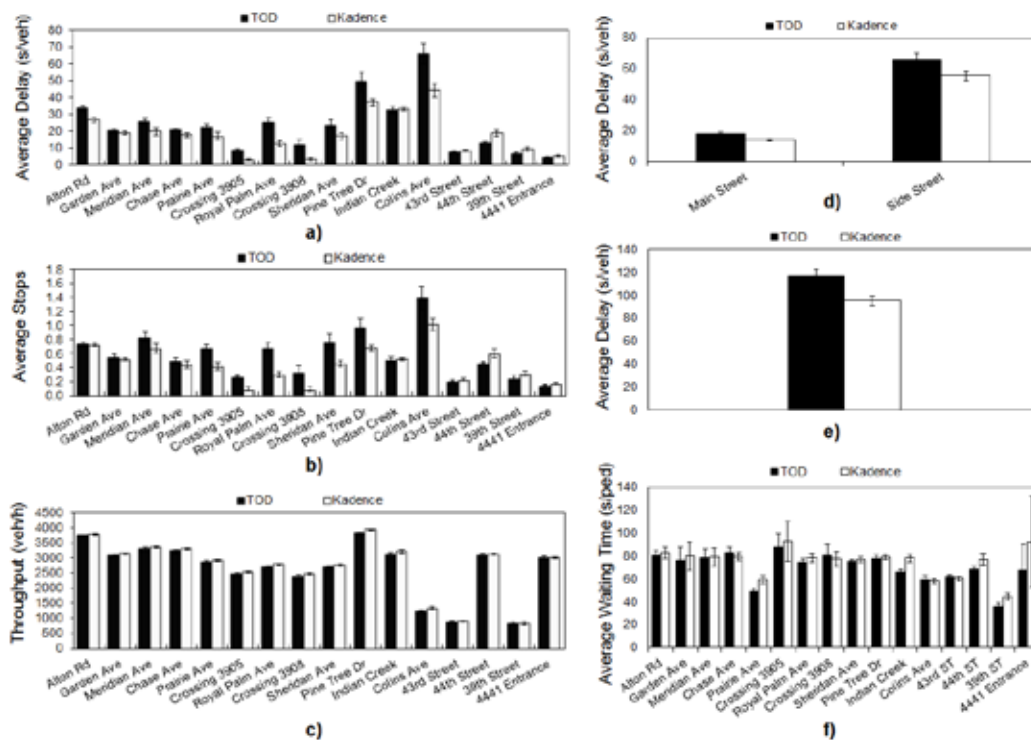 TOD Kadence
Average Delay (s/veh)
80
70
60
50
40
30
20
10
0
Alton Rd
Garden Ave
Meridian Ave
Chase Ave
Prairie Ave
Crossing 3905
Royal Palm Ave
Crossing 3908
Sheridan Ave
Pine Tree Dr
Indian Creek
Colins Ave
43rd Street
44th Street
39th Street
4441 Entrance
a)
TOD Kadence
Average Stops
1.8
1.6
1.4
1.2
1.0
0.8
0.6
0.4
0.2
0.0
Alton Rd
Garden Ave
Meridian Ave
Chase Ave
Prairie Ave
Crossing 3905
Royal Palm Ave
Crossing 3908
Sheridan Ave
Pine Tree Dr
Indian Creek
Colins Ave
43rd Street
44th Street
39th Street
4441 Entrance
b)
TOD Kadence
Throughput (veh/h)
4500
4000
3500
3000
2500
2000
1500
1000
500
0
Alton Rd
Garden Ave
Meridian Ave
Chase Ave
Prairie Ave
Crossing 3905
Royal Palm Ave
Crossing 3908
Sheridan Ave
Pine Tree Dr
Indian Creek
Colins Ave
43rd Street
44th Street
39th Street
4441 Entrance
c)
TOD Kadence
Average Delay (s/veh)
80
60
40
20
0
Main Street
Side Street
d)
TOD Kadence
Average Delay (s/veh)
140
120
100
80
60
40
20
0
e)
TOD Kadence
Average Waiting Time (s/ped)
140
120
100
80
60
40
20
0
Alton Rd
Garden Ave
Meridian Ave
Chase Ave
Prairie Ave
Crossing 3905
Royal Palm Ave
Crossing 3908
Sheridan Ave
Pine Tree Dr
Indian Creek
Colins Ave
43rd ST
44th ST
39th ST
4441 Entrance
f)